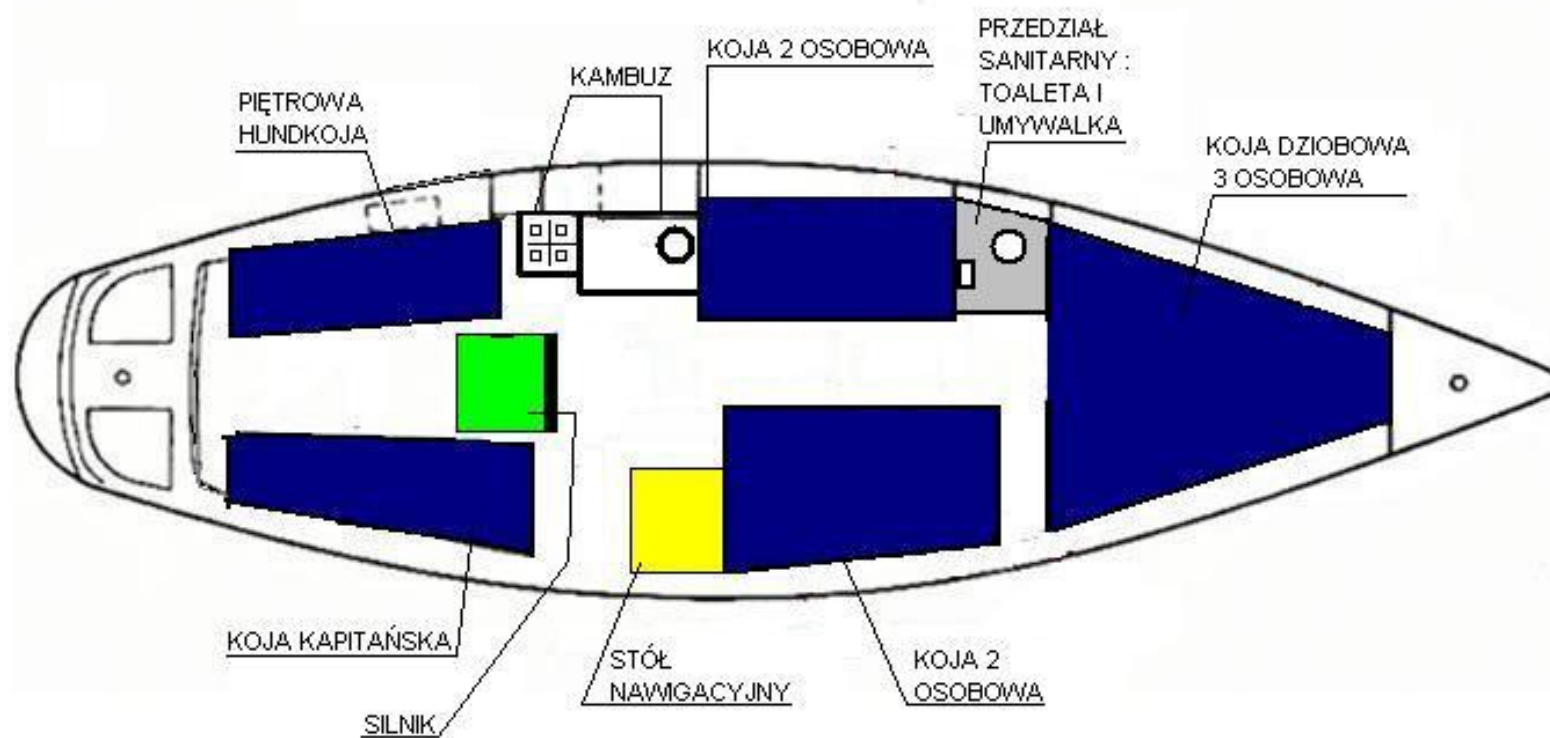 PIĘTROWA
HUNDKOJA
KAMBUZ
KOJA 2 OSOBOWA
PRZEDZIAŁ
SANITARNY :
TOALETA I
UMYWALKA
KOJA DZIOBOWA
3 OSOBOWA
KOJA KAPITAŃSKA
SILNIK
STÓŁ
NAWIGACYJNY
KOJA 2
OSOBOWA